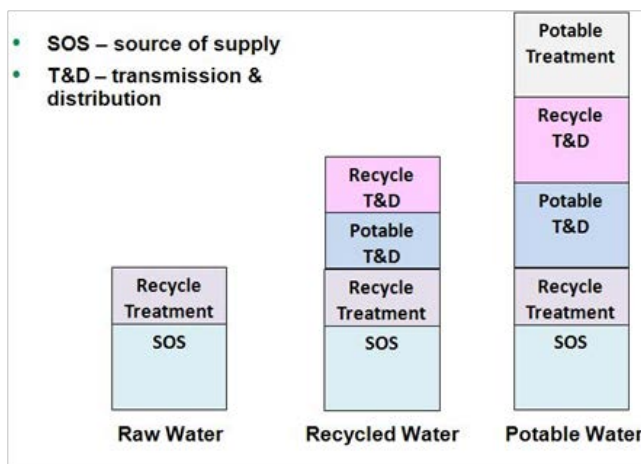 • SOS – source of supply
• T&D – transmission &
distribution
Recycle
Treatment
SOS
Raw Water
Recycle
T&D
Potable
T&D
Recycle
Treatment
SOS
Recycled Water
Potable
Treatment
Recycle
T&D
Potable
T&D
Recycle
Treatment
SOS
Potable Water